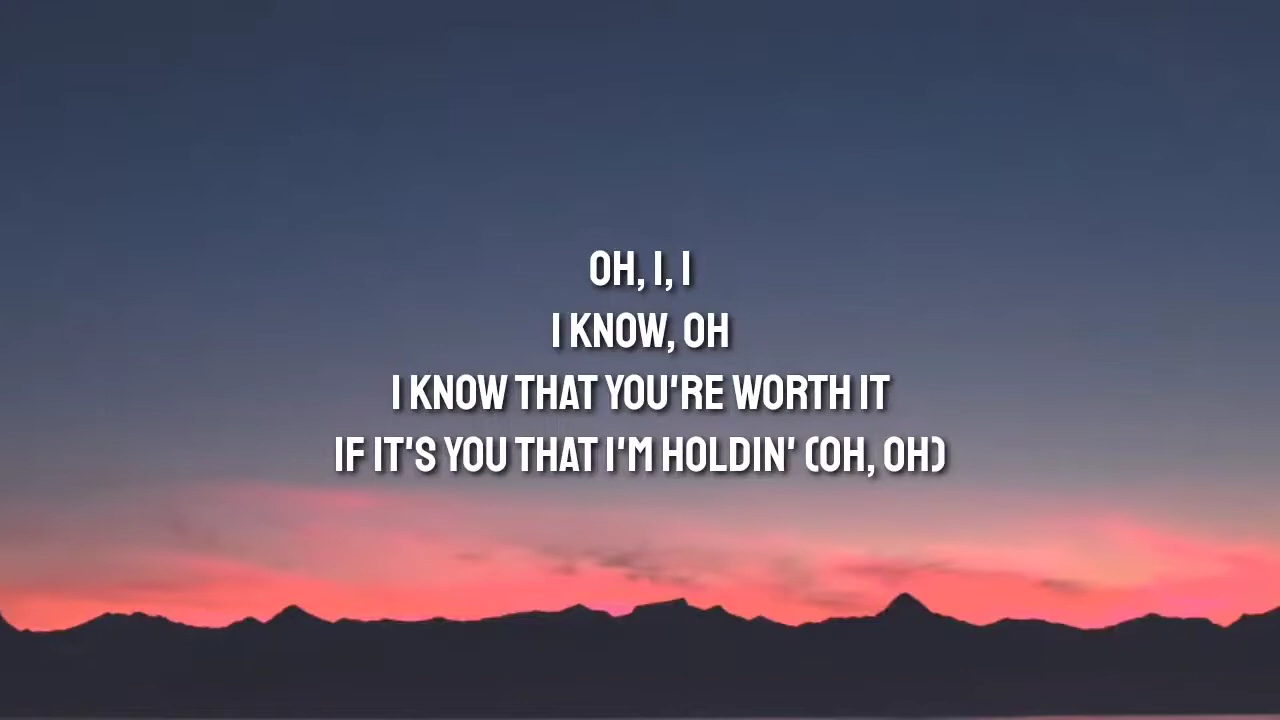 OH, I, I
I KNOW, OH
I KNOW THAT YOU'RE WORTH IT
IF IT'S YOU THAT I'M HOLDIN' (OH, OH)